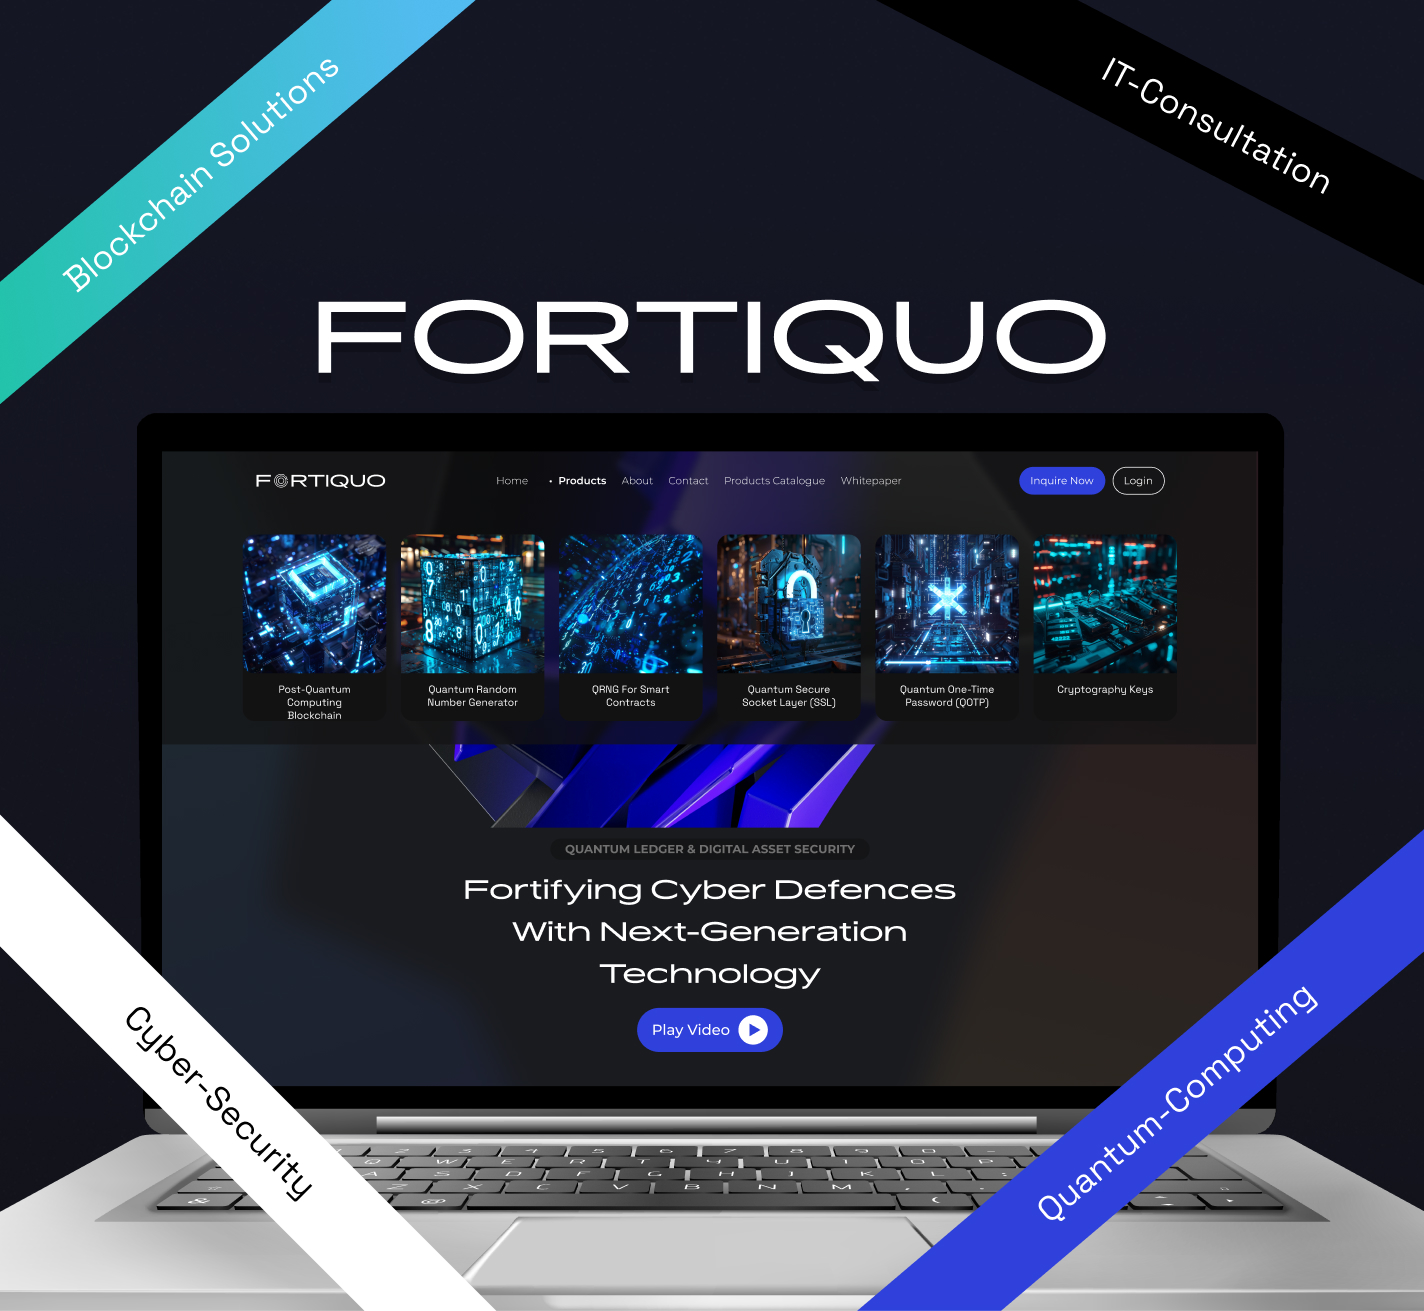 Blockchain Solutions
IT-Consultation
FORTIQUO
FORTIQUO
Home
• Products
About
Contact
Products Catalogue
Whitepaper
Inquire Now
Login
Post-Quantum
Computing
Blockchain
Quantum Random
Number Generator
QRNG For Smart
Contracts
Quantum Secure
Socket Layer (SSL)
Quantum One-Time
Password (QOTP)
Cryptography Keys
QUANTUM LEDGER & DIGITAL ASSET SECURITY
Fortifying Cyber Defences
With Next-Generation
Technology
Play Video
Cyber-Security
Quantum-Computing